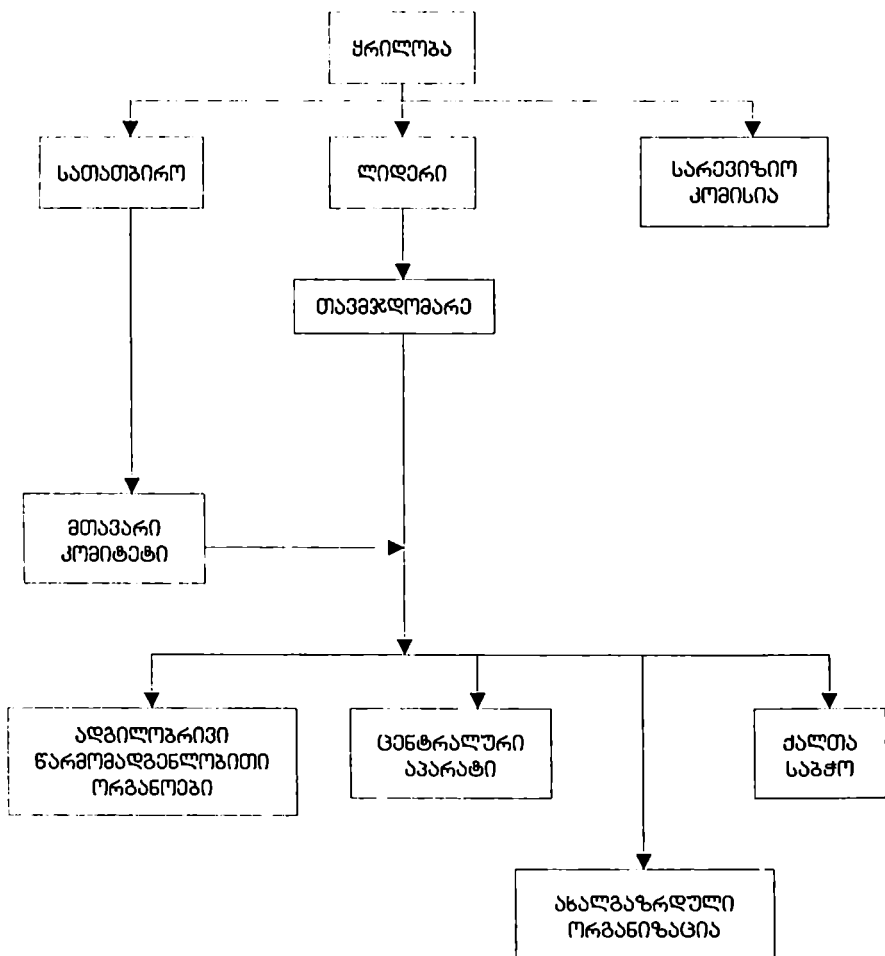 ყრილობა
სათათბირო
ლიდერი
სარევიზიო
კომისია
თავმჯდომარე
მთავარი
კომიტეტი
ადგილობრივი
წარმომადგენლობითი
ორგანოები
ცენტრალური
აპარატი
ქალთა
საბჭო
ახალგაზრდული
ორგანიზაცია